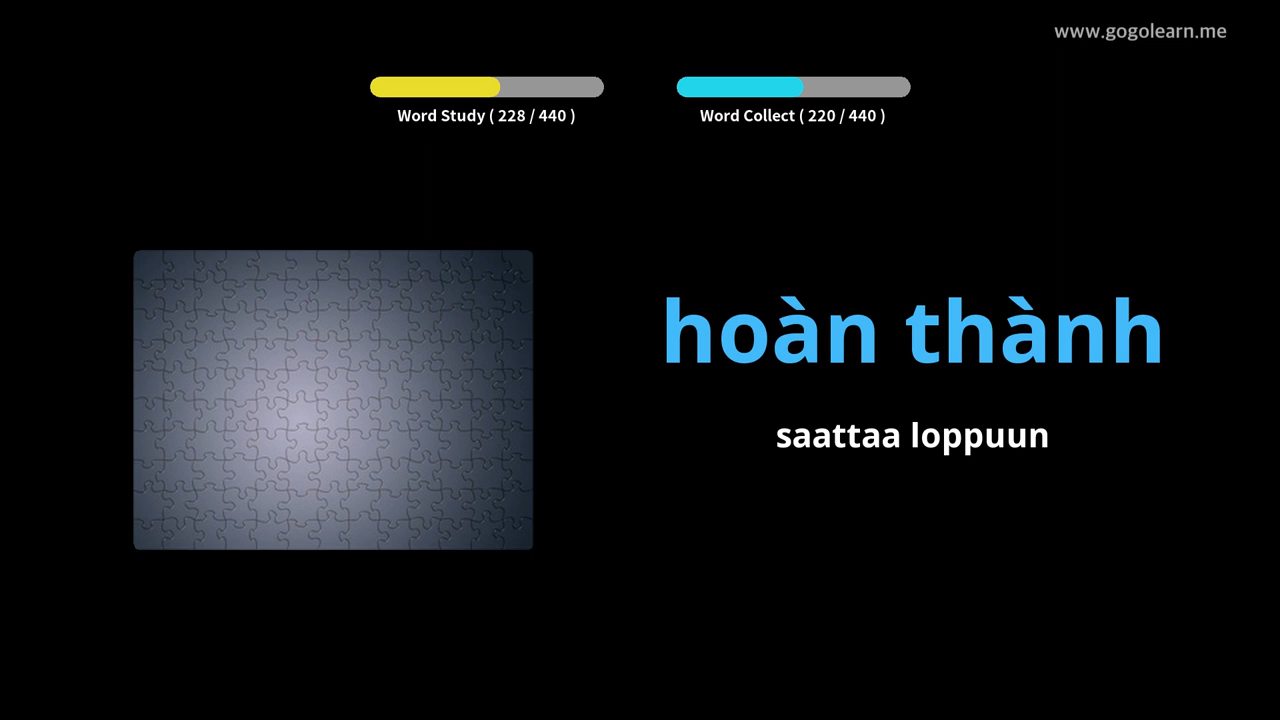 www.gogolearn.me
Word Study ( 228 / 440 )
Word Collect ( 220 / 440 )
hoàn thành
saattaa loppuun